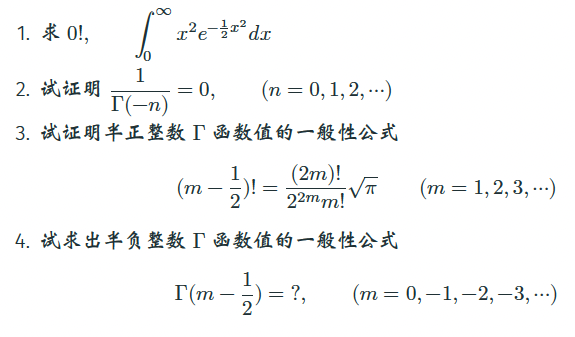 1. 求 0!, ∫₀^∞ x²e^{-½x²}dx
2. 试证明 1/Γ(−n) = 0, (n = 0, 1, 2, ⋯)
3. 试证明半正整数 Γ 函数值的一般性公式
(m − 1/2)! = (2m)!/(2^{2m}m!) √π (m = 1, 2, 3, ⋯)
4. 试求出半负整数 Γ 函数值的一般性公式
Γ(m − 1/2) = ?, (m = 0, −1, −2, −3, ⋯)